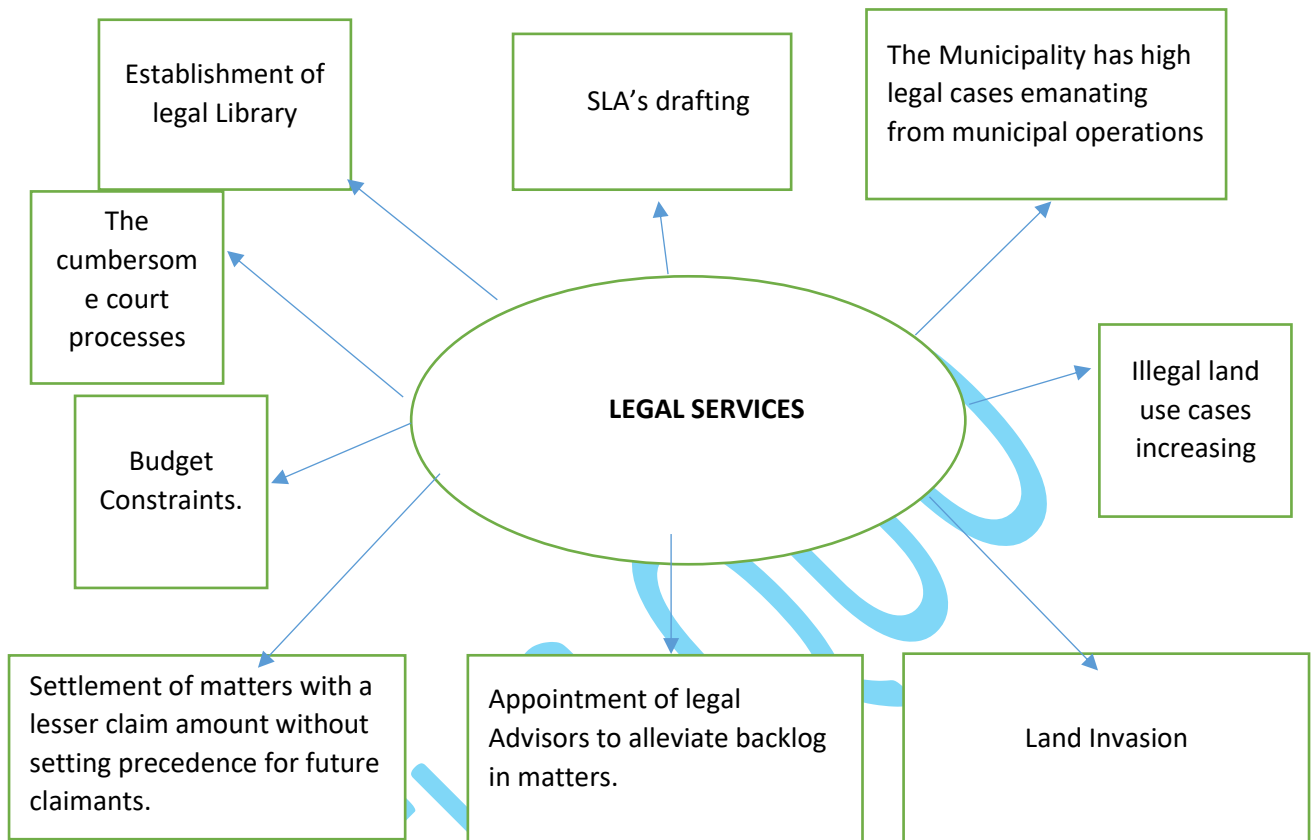 Establishment of
legal Library
SLA’s drafting
The Municipality has high
legal cases emanating
from municipal operations
The
cumbersom
e court
processes
LEGAL SERVICES
Illegal land
use cases
increasing
Budget
Constraints.
Settlement of matters with a
lesser claim amount without
setting precedence for future
claimants.
Appointment of legal
Advisors to alleviate backlog
in matters.
Land Invasion